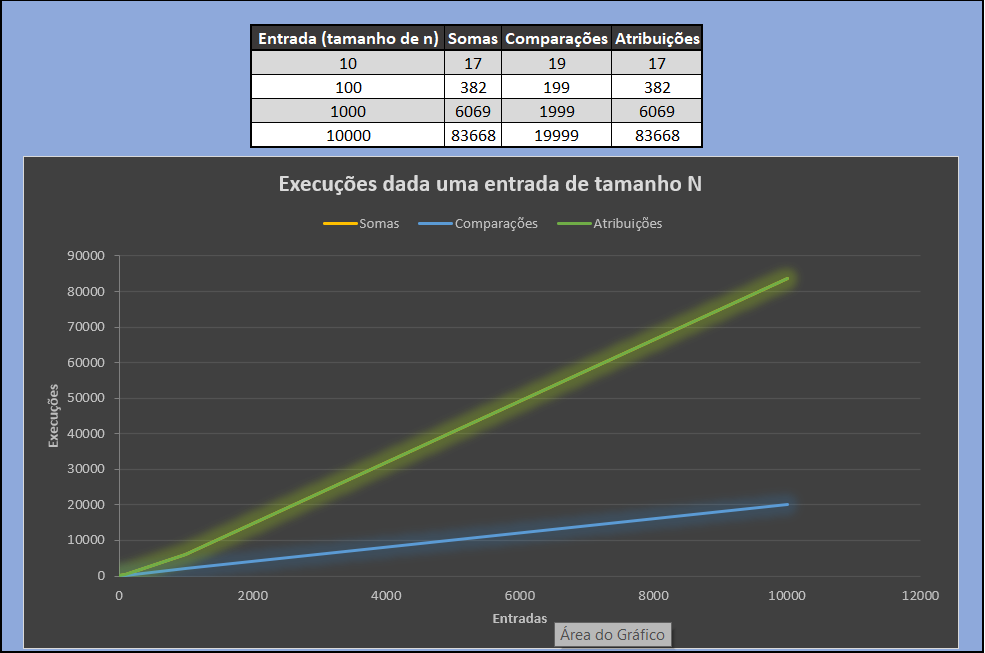 Entrada (tamanho de n) Somas Comparações Atribuições
10 17 19 17
100 382 199 382
1000 6069 1999 6069
10000 83668 19999 83668
Execuções dada uma entrada de tamanho N
Somas Comparações Atribuições
90000
80000
70000
60000
50000
40000
30000
20000
10000
0
Execuções
0 2000 4000 6000 8000 10000 12000
Entradas
Área do Gráfico